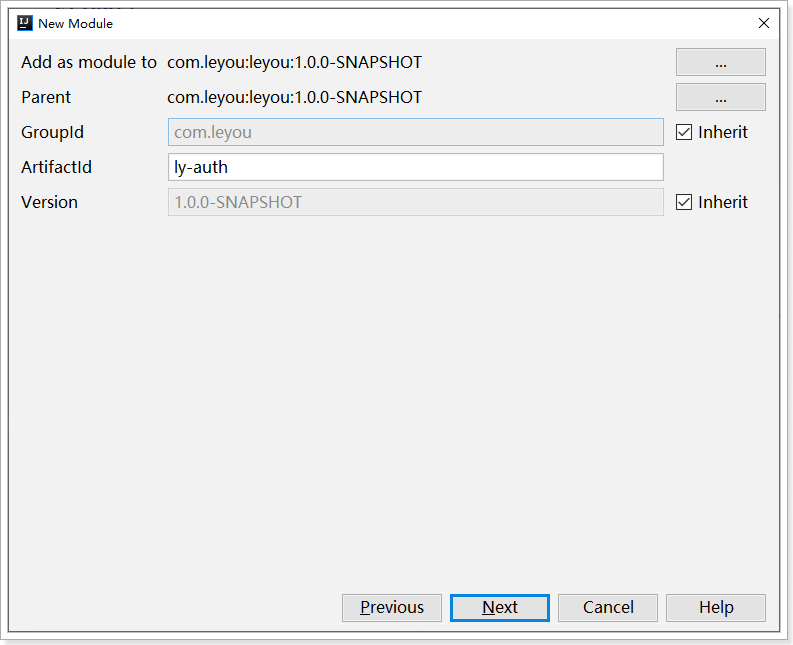 New Module
Add as module to com.leyou:leyou:1.0.0-SNAPSHOT ...
Parent com.leyou:leyou:1.0.0-SNAPSHOT ...
GroupId com.leyou Inherit
ArtifactId ly-auth
Version 1.0.0-SNAPSHOT Inherit
Previous Next Cancel Help